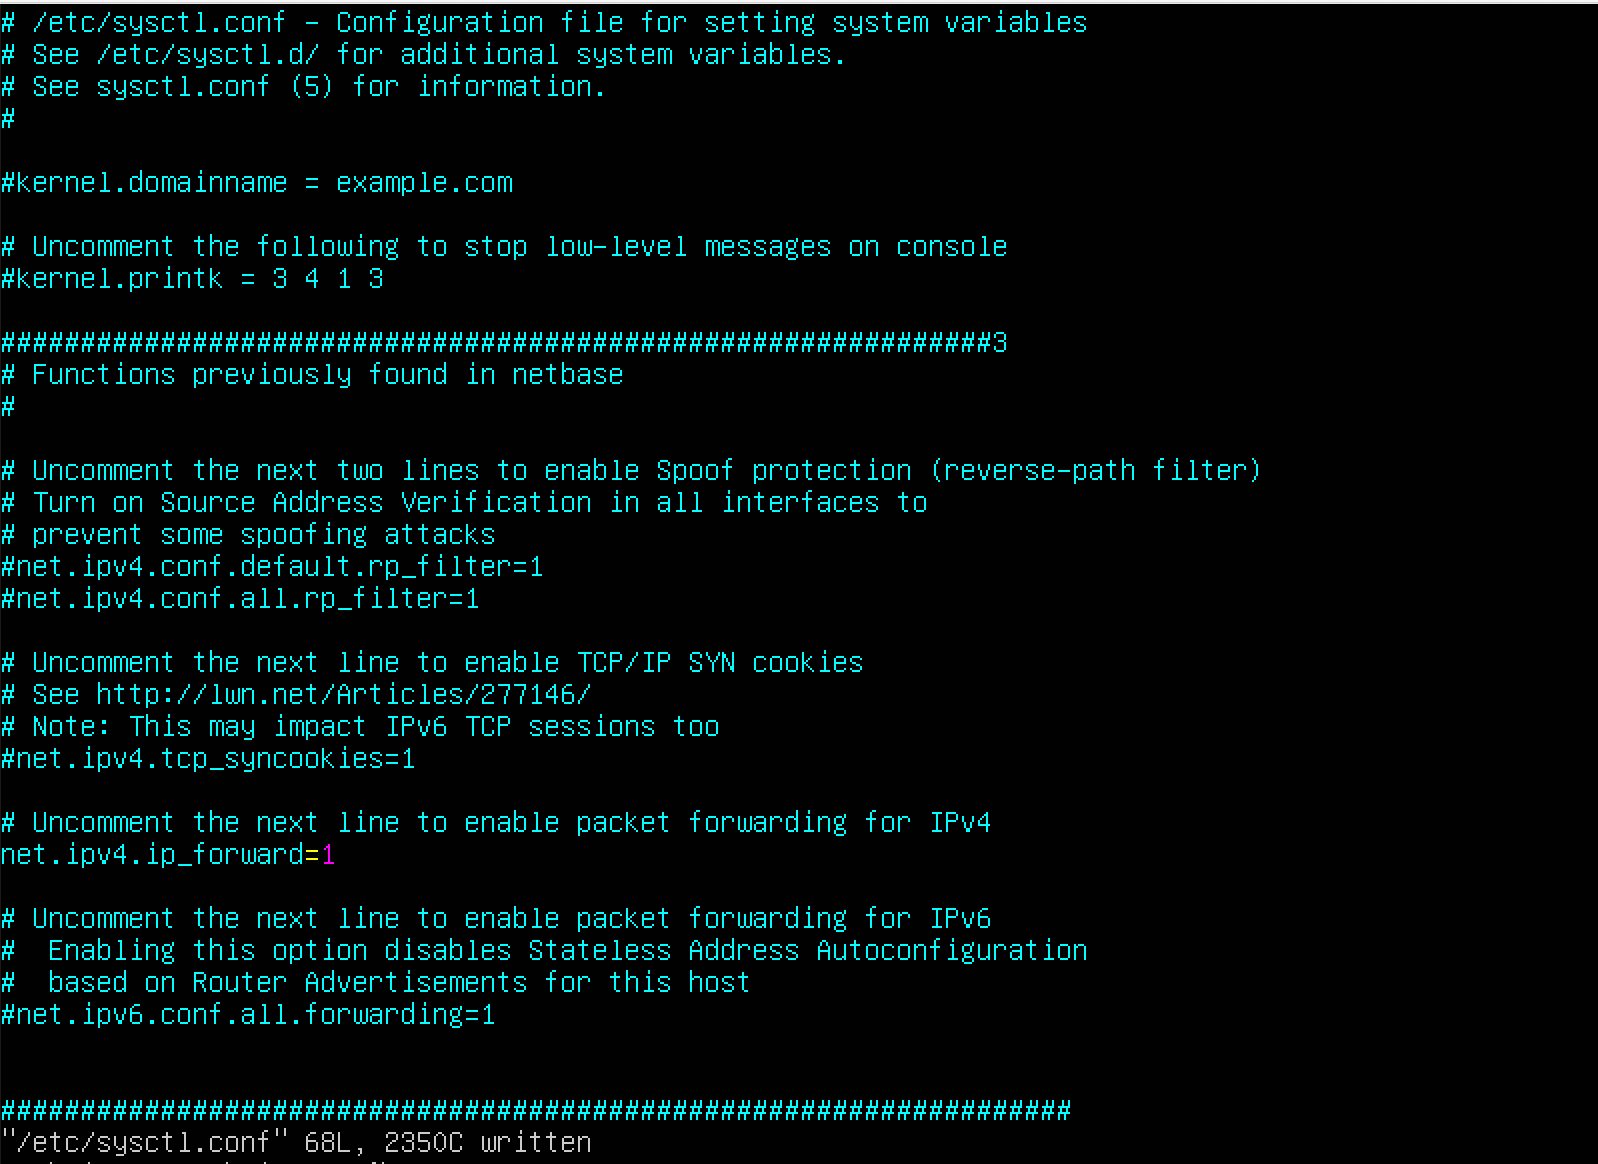 # /etc/sysctl.conf - Configuration file for setting system variables
# See /etc/sysctl.d/ for additional system variables.
# See sysctl.conf (5) for information.
#
#kernel.domainname = example.com
# Uncomment the following to stop low-level messages on console
#kernel.printk = 3 4 1 3
##############################################################3
# Functions previously found in netbase
#
# Uncomment the next two lines to enable Spoof protection (reverse-path filter)
# Turn on Source Address Verification in all interfaces to
# prevent some spoofing attacks
#net.ipv4.conf.default.rp_filter=1
#net.ipv4.conf.all.rp_filter=1
# Uncomment the next line to enable TCP/IP SYN cookies
# See http://lwn.net/Articles/277146/
# Note: This may impact IPv6 TCP sessions too
#net.ipv4.tcp_syncookies=1
# Uncomment the next line to enable packet forwarding for IPv4
net.ipv4.ip_forward=1
# Uncomment the next line to enable packet forwarding for IPv6
#  Enabling this option disables Stateless Address Autoconfiguration
#  based on Router Advertisements for this host
#net.ipv6.conf.all.forwarding=1
###################################################################
"/etc/sysctl.conf" 68L, 2350C written